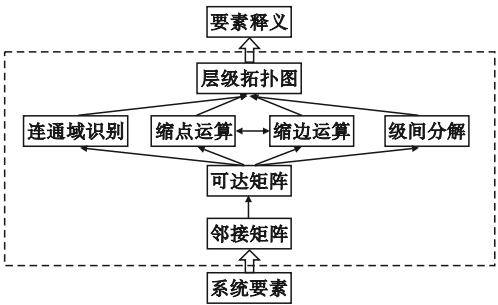 要素释义
层级拓扑图
连通域识别 缩点运算 缩边运算 级间分解
可达矩阵
邻接矩阵
系统要素